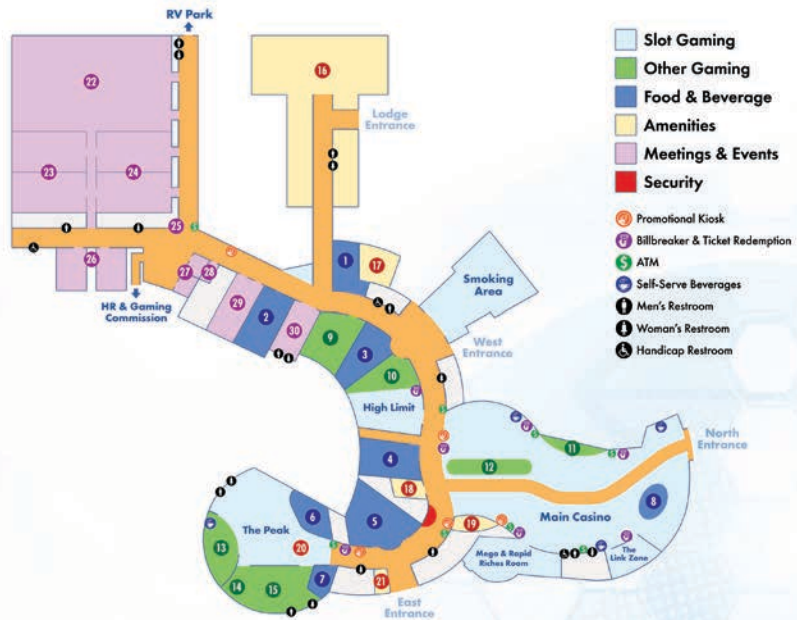 RV Park
22
16
Lodge
Entrance
23
24
25
26
27
28
HR & Gaming
Commission
29
2
30
1
17
9
3
10
Smoking
Area
West
Entrance
High Limit
4
18
5
6
The Peak
20
13
14
15
7
21
East
Entrance
11
12
North
Entrance
Main Casino
8
19
Mega & Rapid
Riches Room
The
Link Zone
Slot Gaming
Other Gaming
Food & Beverage
Amenities
Meetings & Events
Security
Promotional Kiosk
Billbreaker & Ticket Redemption
$ ATM
Self-Serve Beverages
Men's Restroom
Woman's Restroom
Handicap Restroom